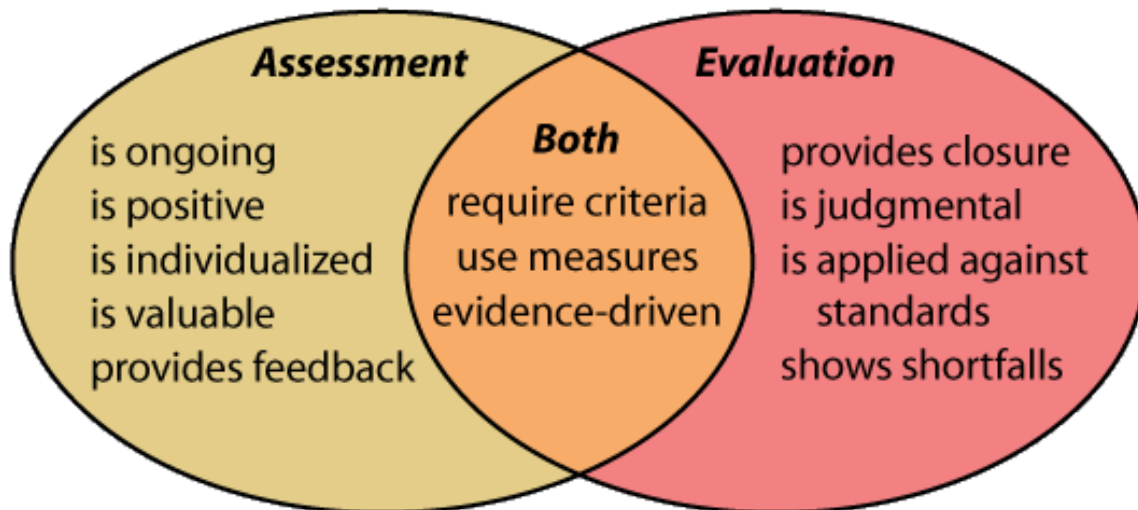 Assessment
is ongoing
is positive
is individualized
is valuable
provides feedback
Both
require criteria
use measures
evidence-driven
Evaluation
provides closure
is judgmental
is applied against
standards
shows shortfalls